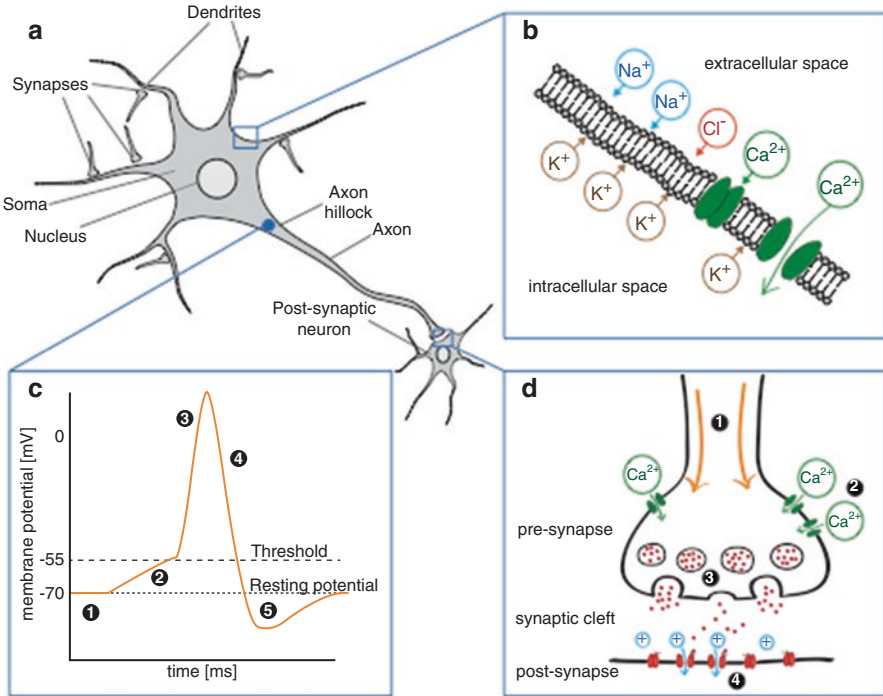 a
Dendrites
Synapses
Soma
Nucleus
Axon
hillock
Axon
Post-synaptic
neuron
b
extracellular space
Na+
Na+
Cl-
Ca2+
Ca2+
K+
K+
K+
K+
intracellular space
c
membrane potential [mV]
0
-55
-70
Threshold
Resting potential
1
2
3
4
5
time [ms]
d
1
Ca2+
Ca2+
2
Ca2+
pre-synapse
3
synaptic cleft
+ + + +
post-synapse
4